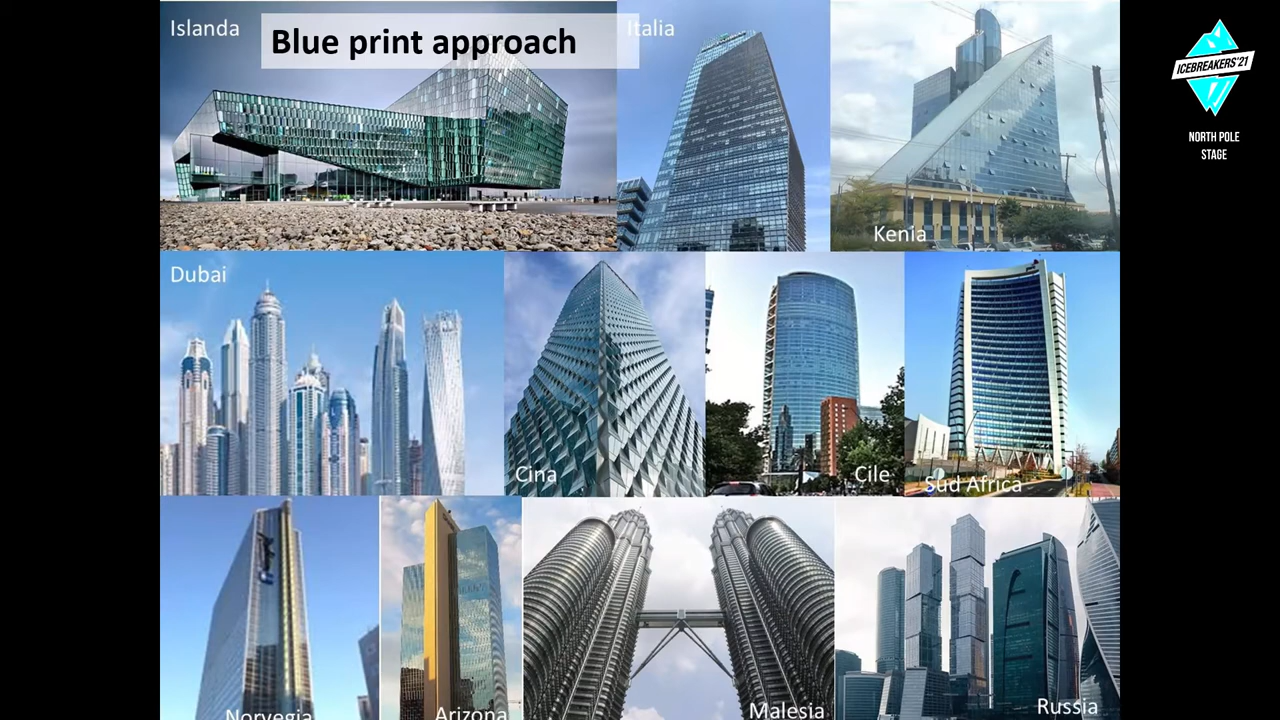 Islanda
Blue print approach
Italia
Kenia
Dubai
Cina
Cile
Sud Africa
Norvegia
Arizona
Malesia
Russia
ICEBREAKERS'21
NORTH POLE
STAGE